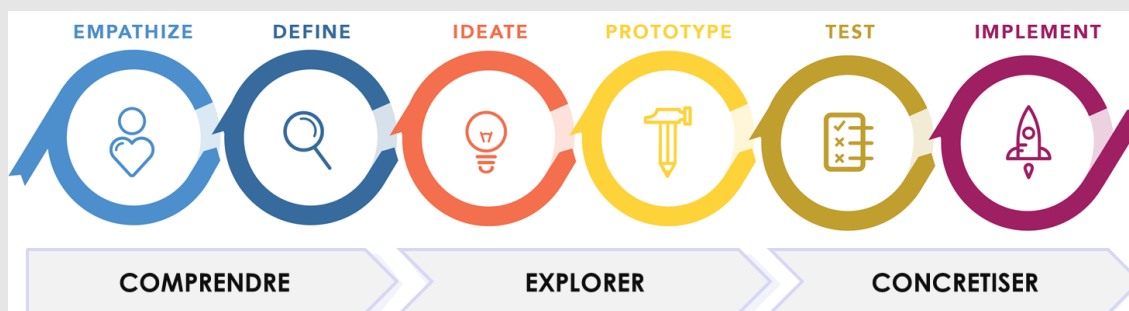 EMPATHIZE DEFINE IDEATE PROTOTYPE TEST IMPLEMENT
COMPRENDRE EXPLORER CONCRETISER